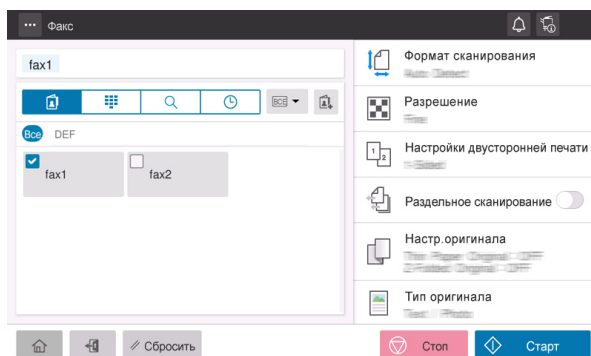 Факс
fax1
ВСЕ
Все DEF
fax1
fax2
Формат сканирования
Разрешение
Настройки двусторонней печати
Раздельное сканирование
Настр.оригинала
Тип оригинала
Сбросить
Стоп
Старт